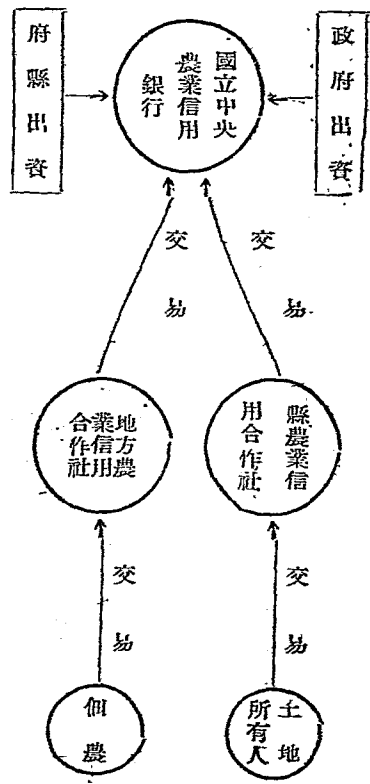 政府出資
國立中央
農業信用
銀行
府縣出資
交易
交易
縣農業信
用合作社
地方農
業信用
合作社
交易
交易
土地
所有人
佃農